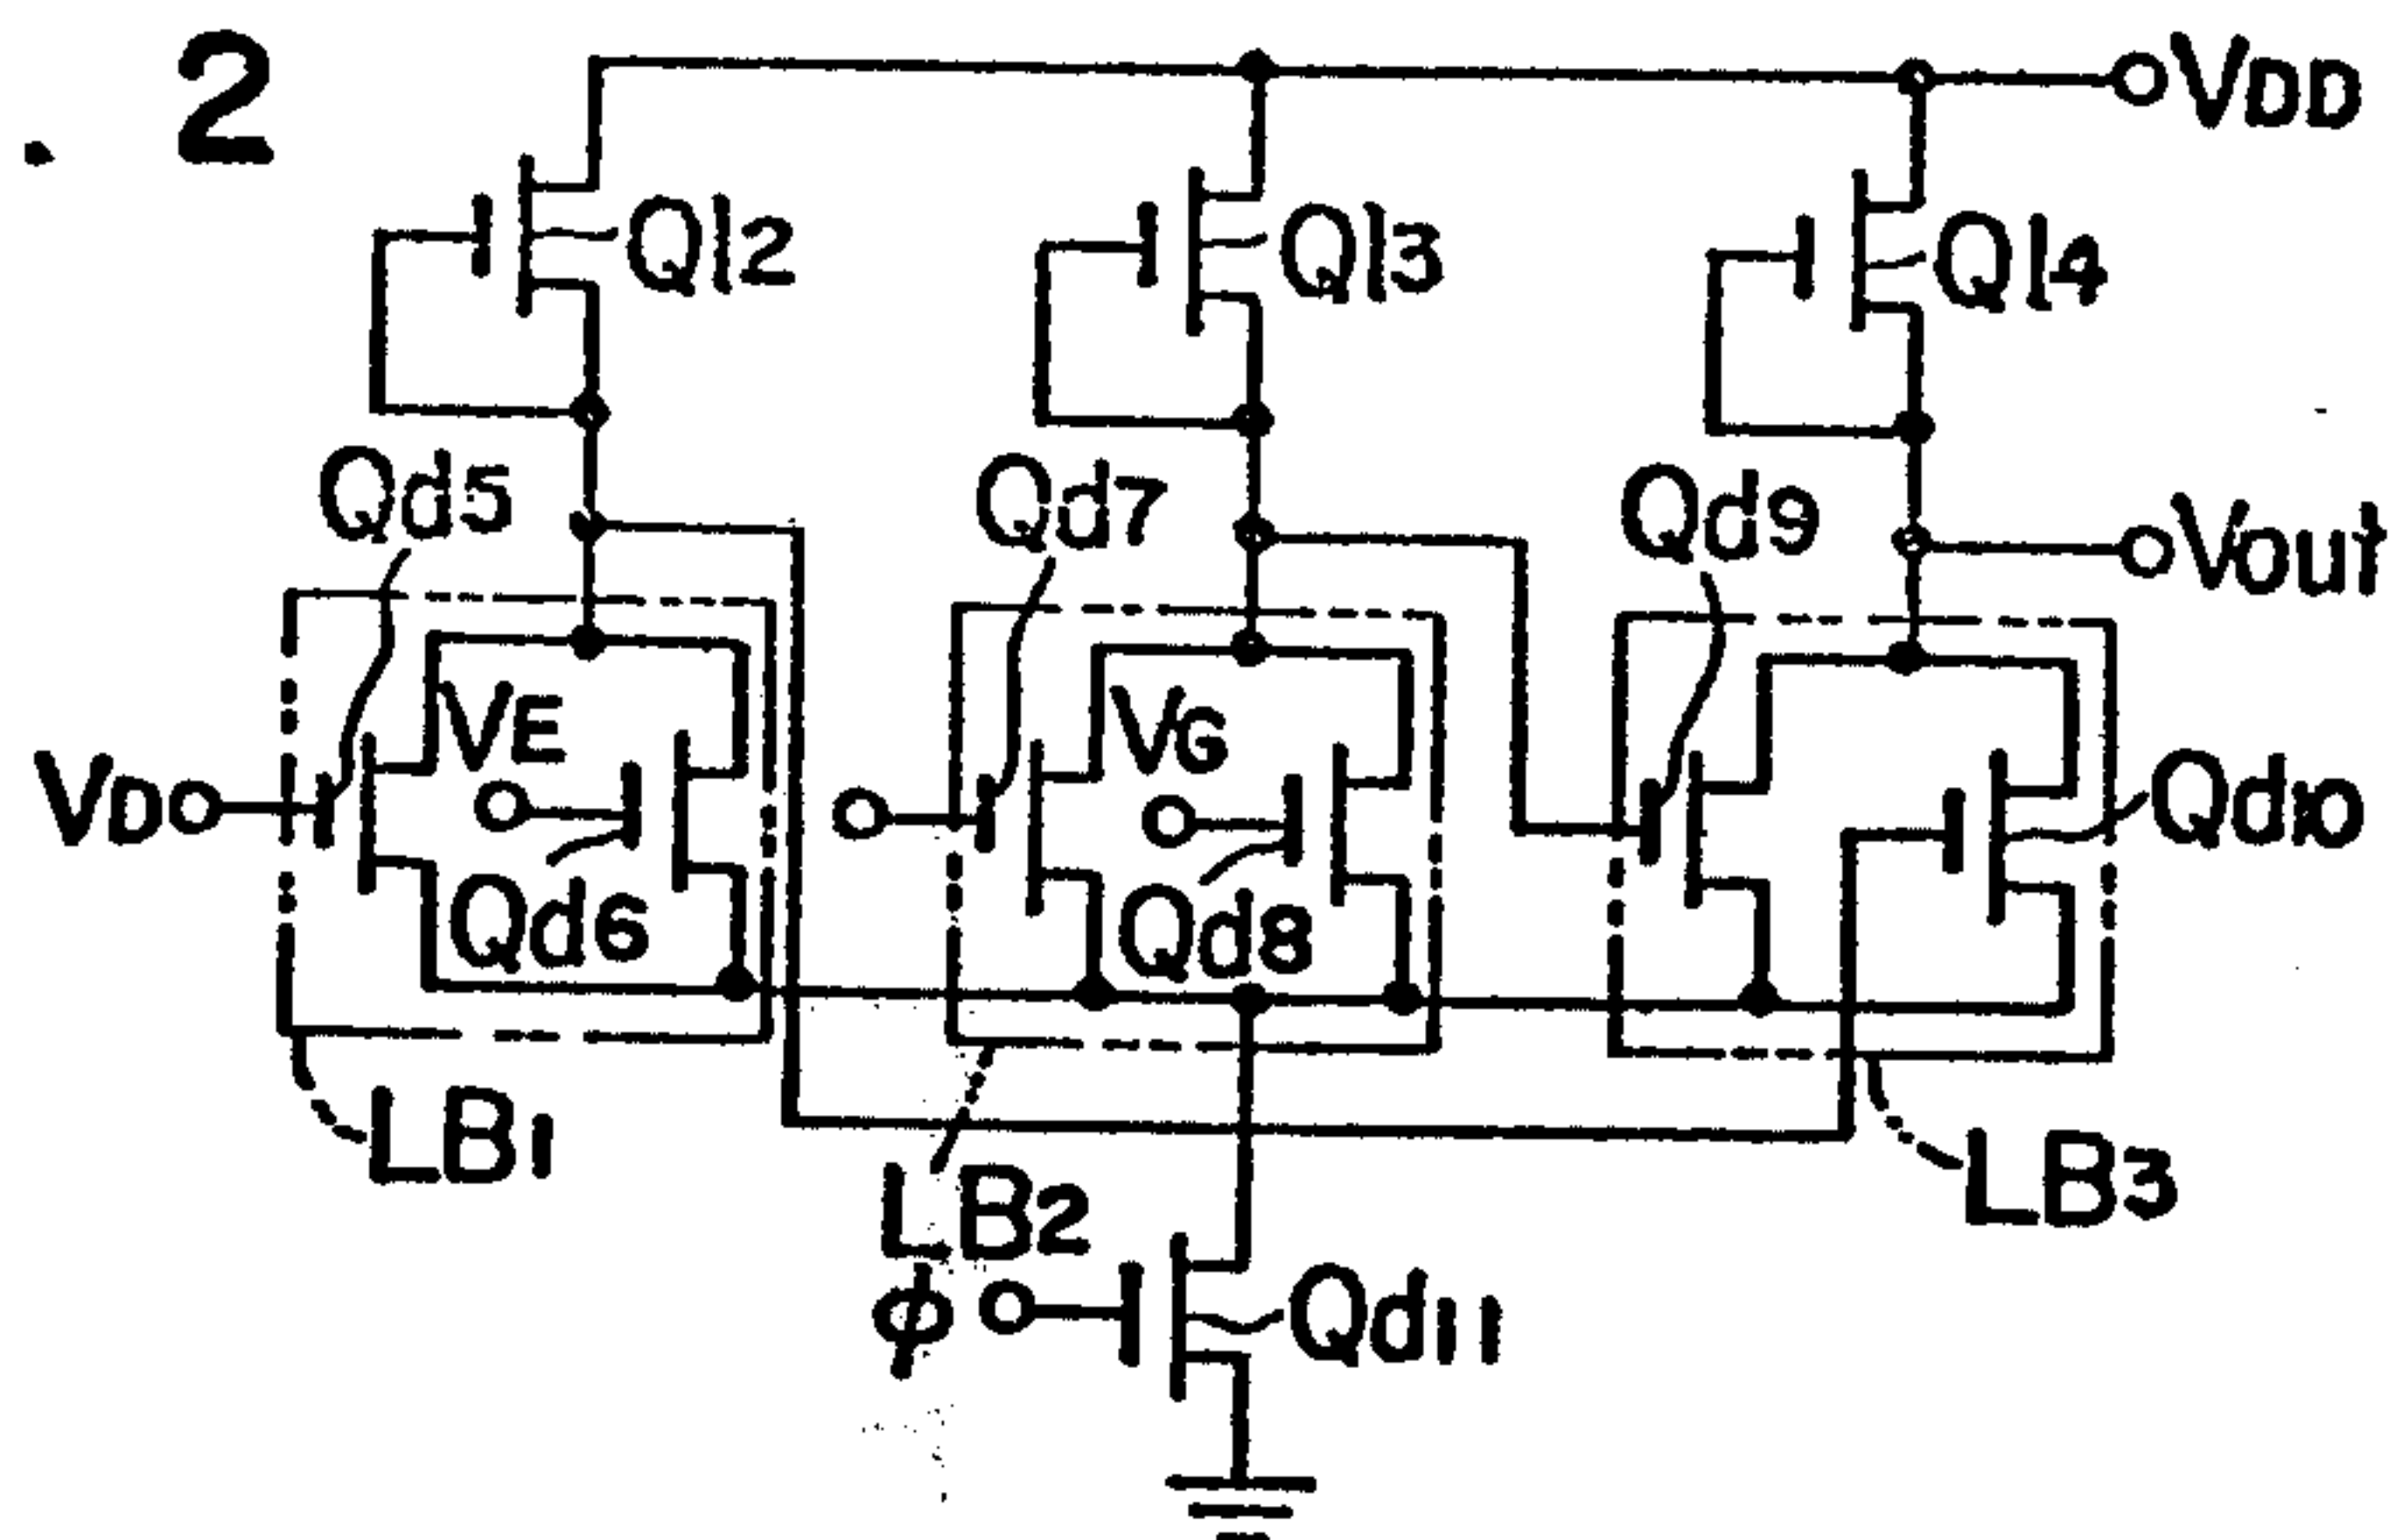 . 2
VDD
Ql2
Ql3
Ql4
Qd5
Qd7
Qd9
Vout
VE
VG
VD
Qd10
Qd6
Qd8
LB1
LB2
LB3
ϕ
Qd11